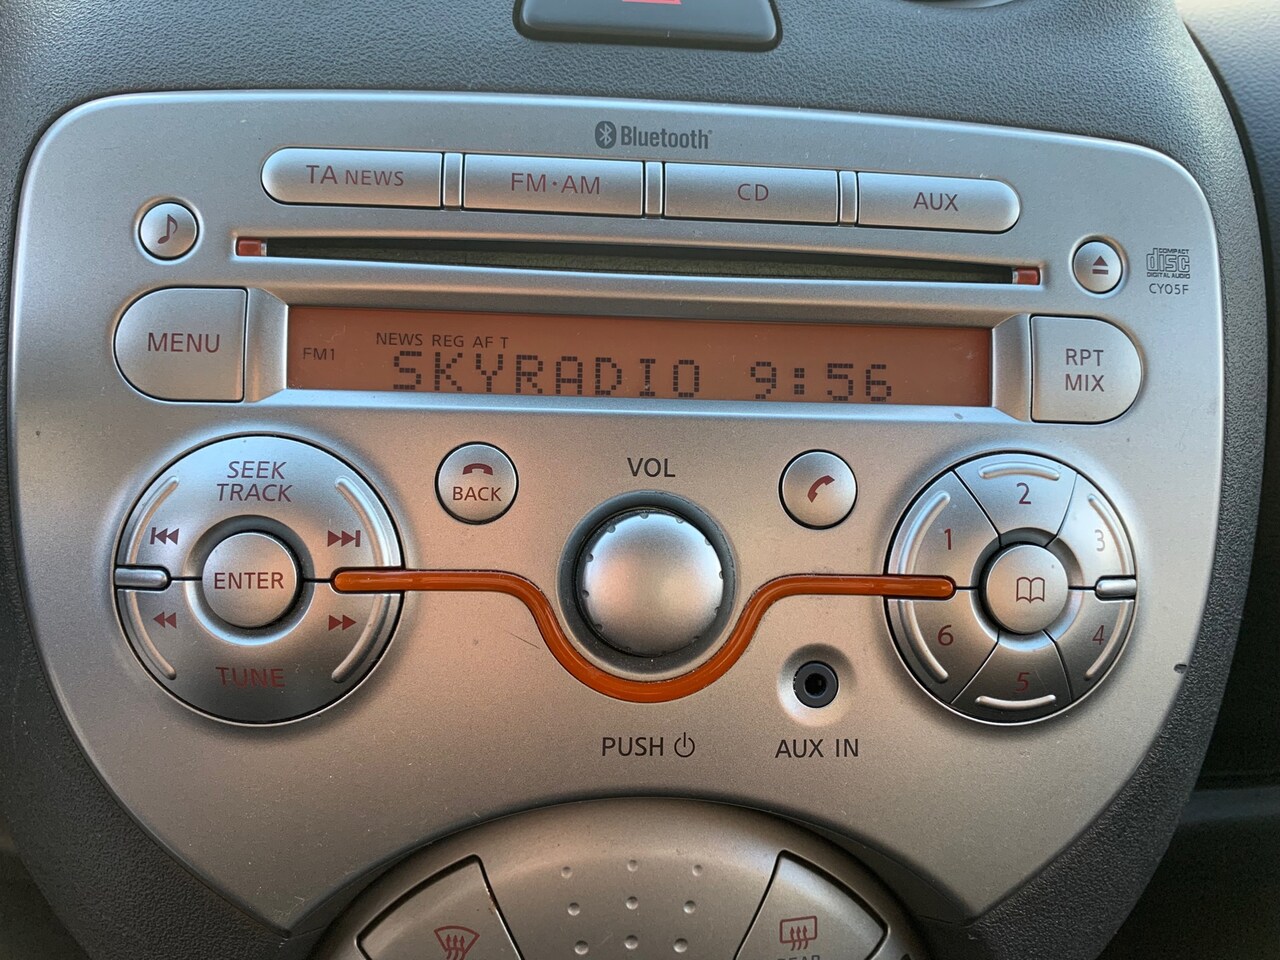 Bluetooth
TA NEWS
FM·AM
CD
AUX
COMPACT
disc
DIGITAL AUDIO
CY05F
MENU
FM1
NEWS REG AF T
SKYRADIO 9:56
RPT
MIX
SEEK
TRACK
ENTER
TUNE
BACK
VOL
1
2
3
4
5
6
PUSH
AUX IN